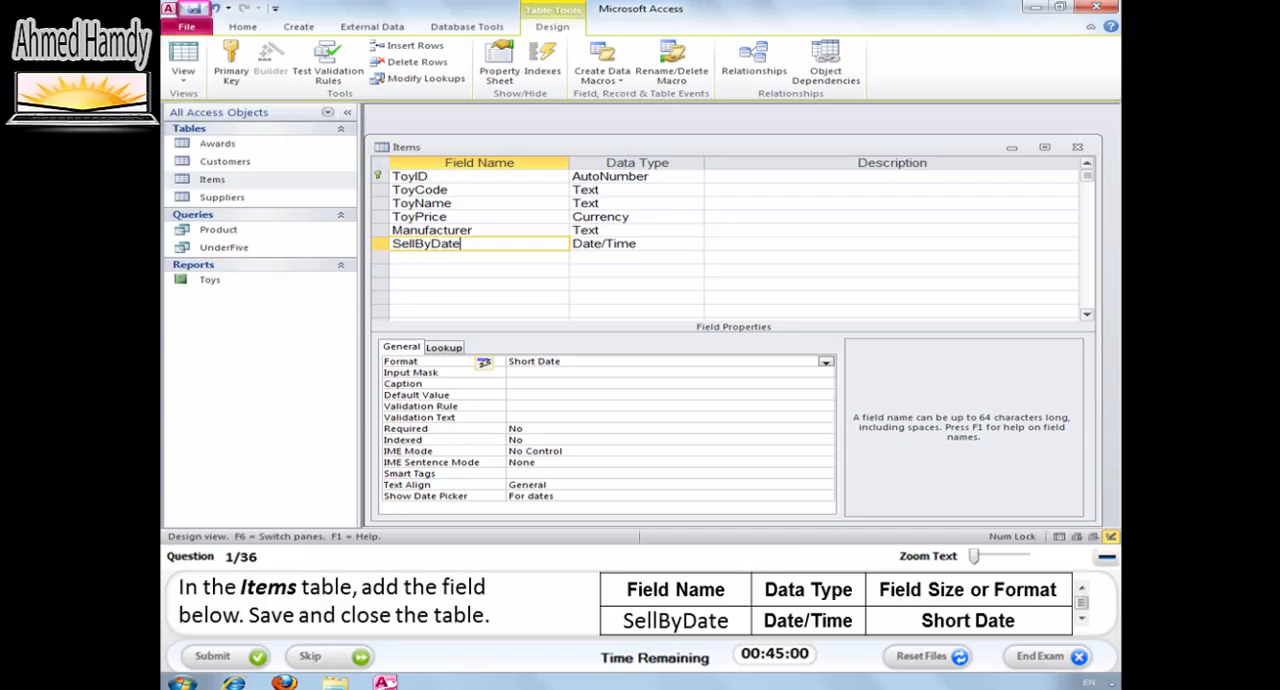 Ahmed Hamdy
Table Tools
Microsoft Access
File Home Create External Data Database Tools Design
View
Primary Key
Builder
Test Validation Rules
Insert Rows
Delete Rows
Modify Lookups
Property Sheet
Indexes
Create Data Macros
Rename/Delete Macro
Relationships
Object Dependencies
Views Tools Show/Hide Field, Record & Table Events Relationships
All Access Objects
Tables
Awards
Customers
Items
Suppliers
Queries
Product
UnderFive
Reports
Toys
Items
Field Name Data Type Description
ToyID AutoNumber
ToyCode Text
ToyName Text
ToyPrice Currency
Manufacturer Text
SellByDate Date/Time
Field Properties
General Lookup
Format Short Date
Input Mask
Caption
Default Value
Validation Rule
Validation Text
Required No
Indexed No
IME Mode No Control
IME Sentence Mode None
Smart Tags
Text Align General
Show Date Picker For dates
A field name can be up to 64 characters long,
including spaces. Press F1 for help on field
names.
Design view. F6 = Switch panes. F1 = Help. Num Lock
Question 1/36 Zoom Text
In the Items table, add the field
below. Save and close the table.
Field Name Data Type Field Size or Format
SellByDate Date/Time Short Date
Submit Skip Time Remaining 00:45:00 Reset Files End Exam
EN